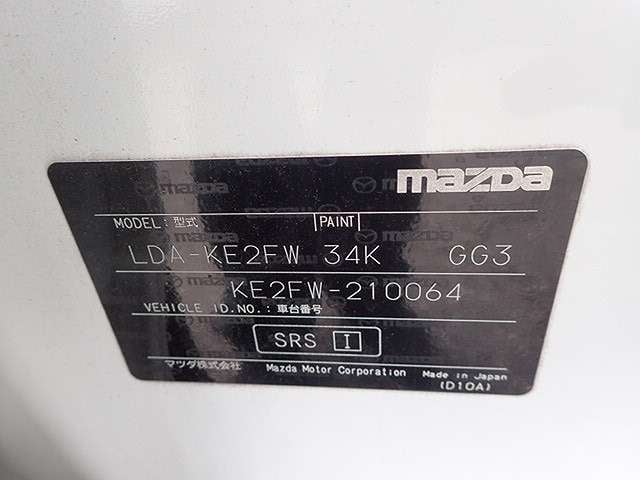 mazda
MODEL: 型式 PAINT
LDA-KE2FW 34K GG3
KE2FW-210064
VEHICLE ID.NO.: 車台番号
SRS I
マツダ株式会社 Mazda Motor Corporation Made in Japan
(D10A)